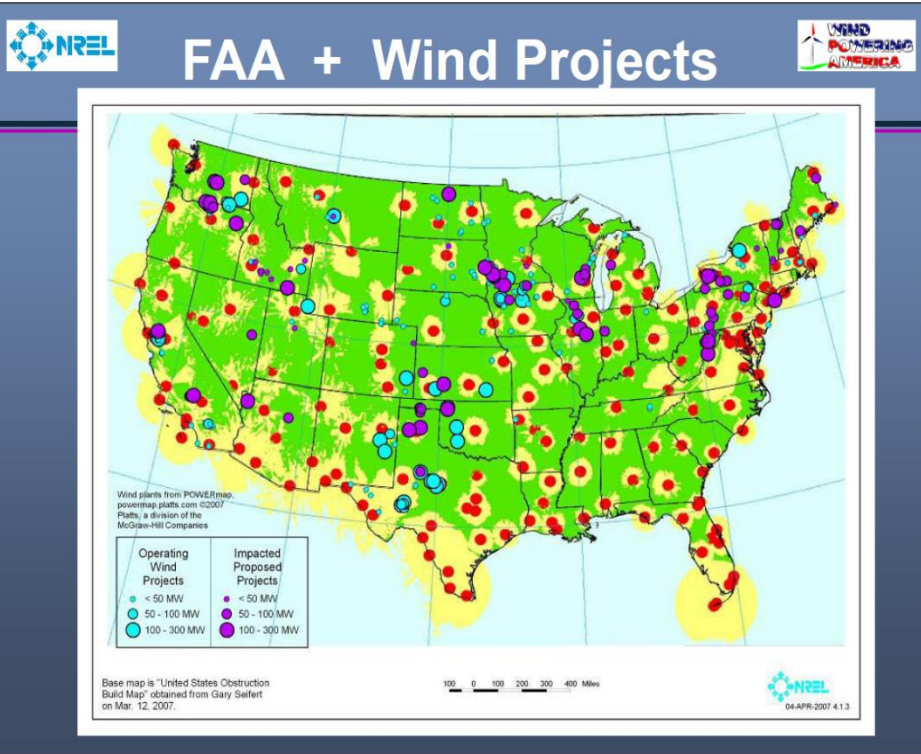 NREL
FAA + Wind Projects
WIND
POWERING
AMERICA
Wind plants from POWERmap,
powermap.platts.com ©2007
Platts, a division of the
McGraw-Hill Companies
Operating
Wind
Projects
< 50 MW
50 - 100 MW
100 - 300 MW
Impacted
Proposed
Projects
< 50 MW
50 - 100 MW
100 - 300 MW
Base map is "United States Obstruction
Build Map" obtained from Gary Seifert
on Mar. 12, 2007.
100 0 100 200 300 400 Miles
NREL
04-APR-2007 4.1.3